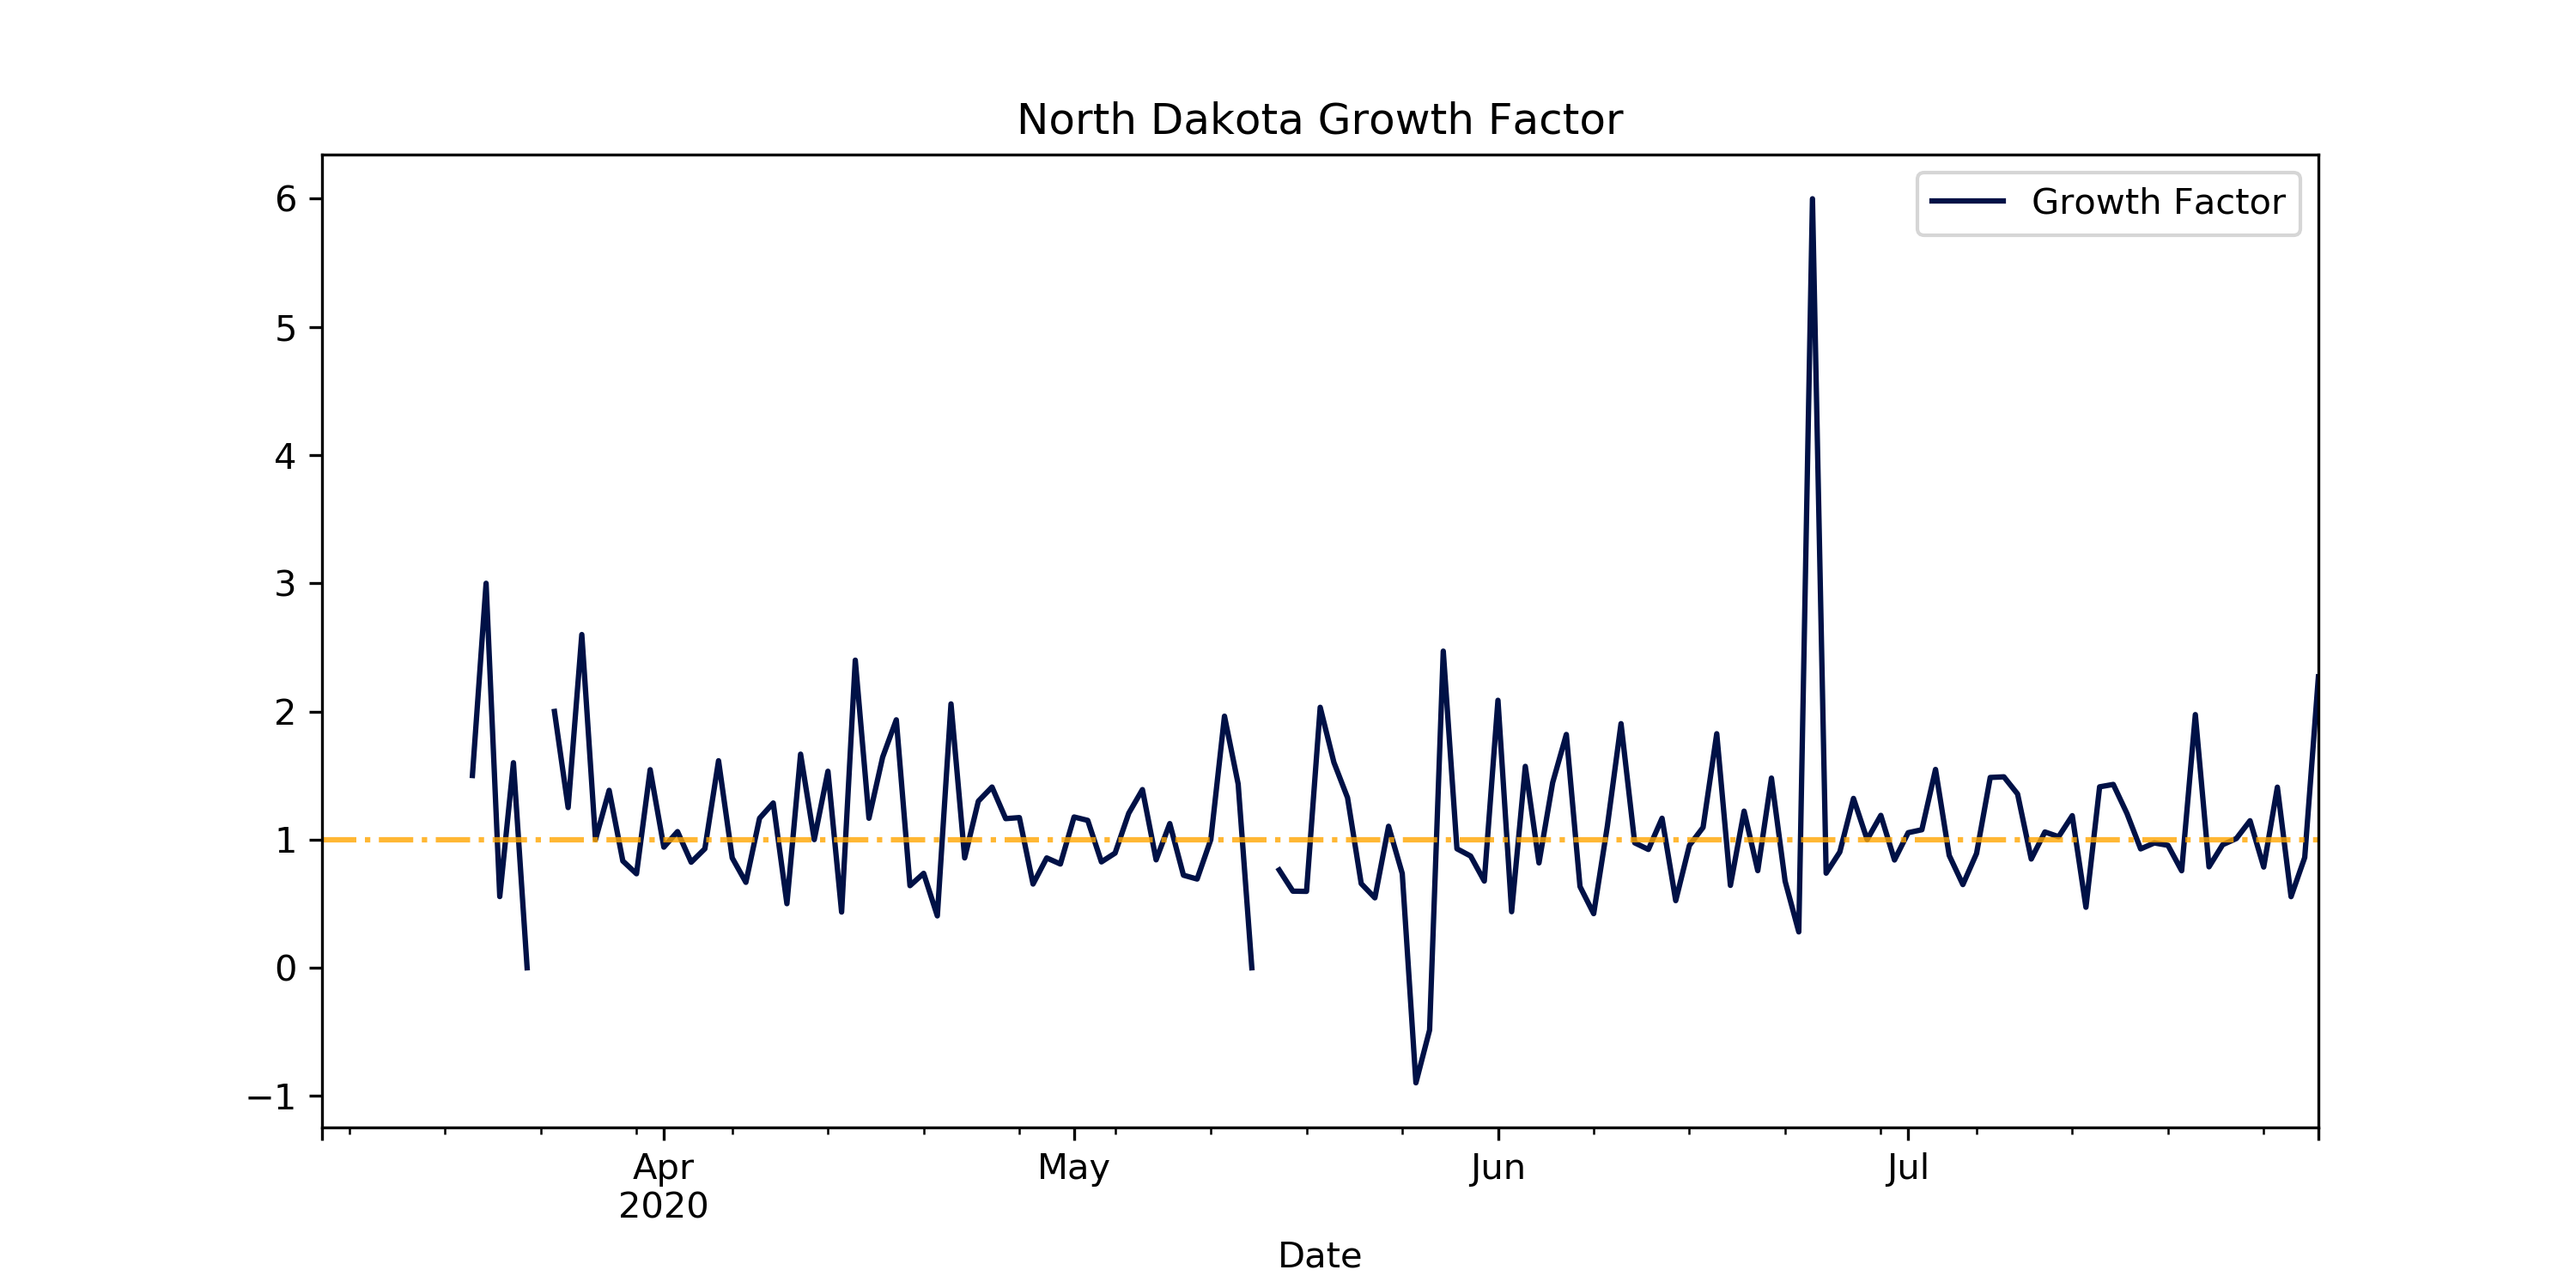 North Dakota Growth Factor
Growth Factor
6
5
4
3
2
1
0
−1
Apr
2020
May
Jun
Jul
Date